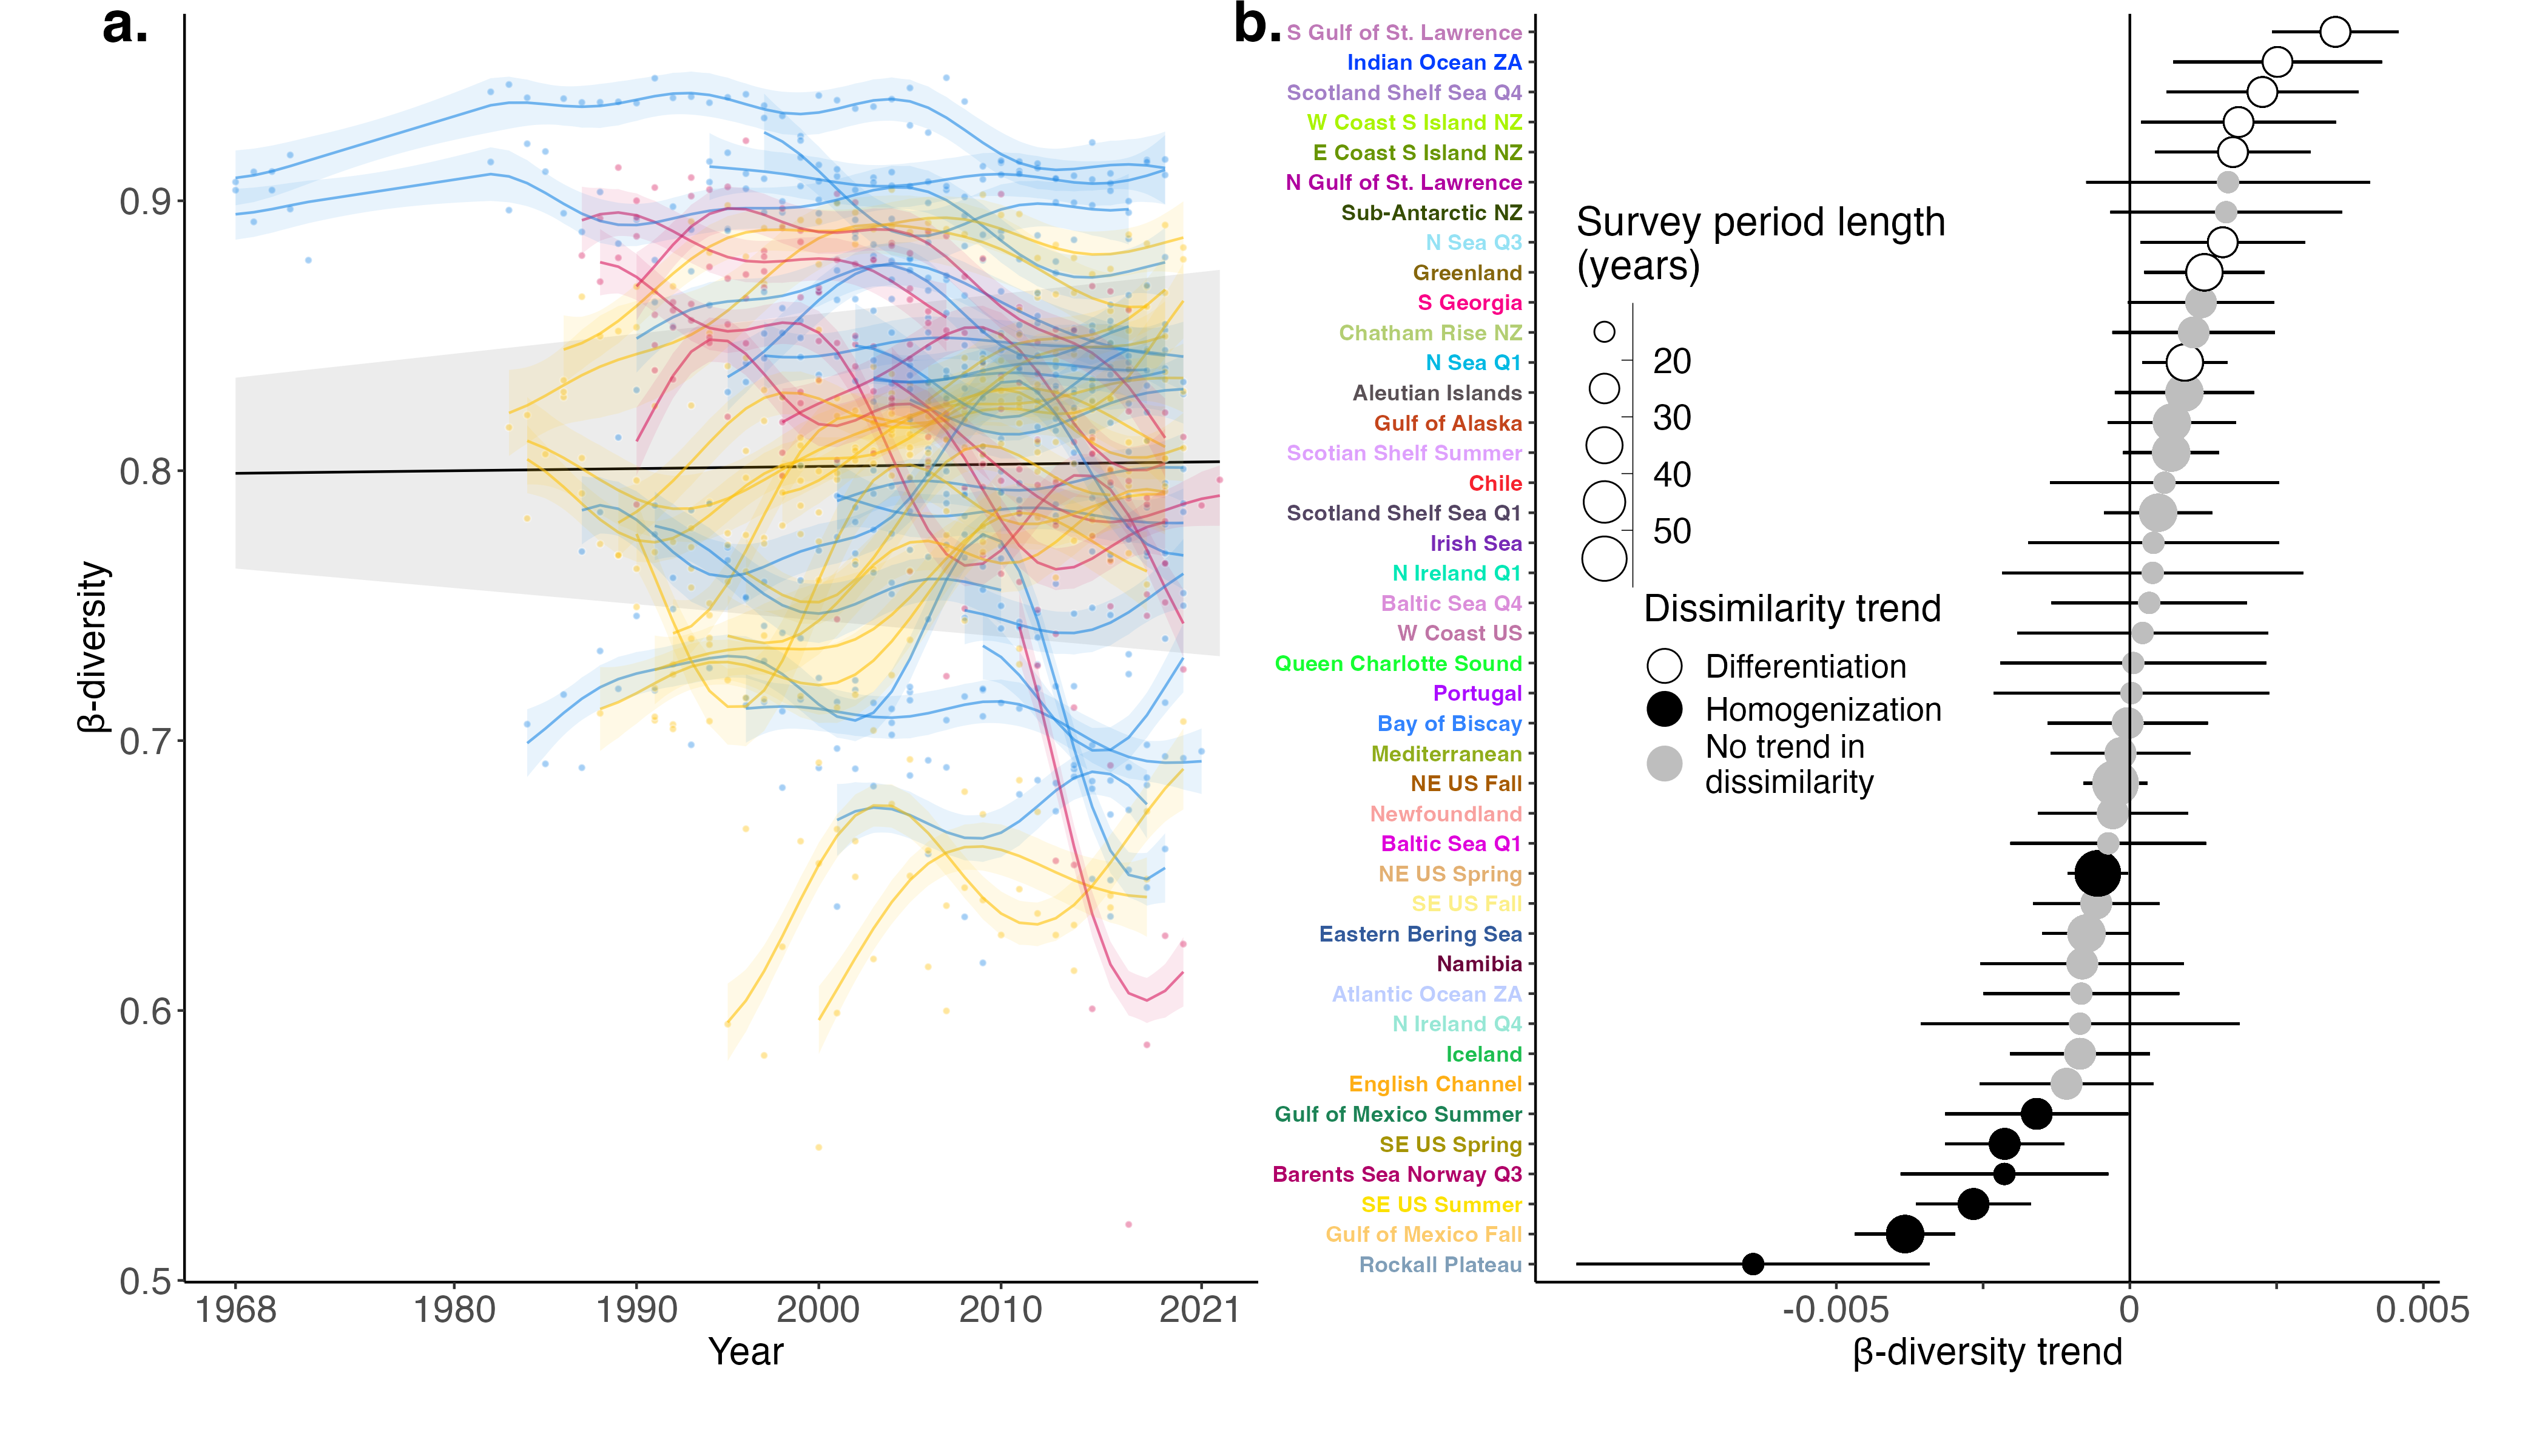 a.
β-diversity
0.9
0.8
0.7
0.6
0.5
1968
1980
1990
2000
2010
2021
Year
b.
S Gulf of St. Lawrence
Indian Ocean ZA
Scotland Shelf Sea Q4
W Coast S Island NZ
E Coast S Island NZ
N Gulf of St. Lawrence
Sub-Antarctic NZ
N Sea Q3
Greenland
S Georgia
Chatham Rise NZ
N Sea Q1
Aleutian Islands
Gulf of Alaska
Scotian Shelf Summer
Chile
Scotland Shelf Sea Q1
Irish Sea
N Ireland Q1
Baltic Sea Q4
W Coast US
Queen Charlotte Sound
Portugal
Bay of Biscay
Mediterranean
NE US Fall
Newfoundland
Baltic Sea Q1
NE US Spring
SE US Fall
Eastern Bering Sea
Namibia
Atlantic Ocean ZA
N Ireland Q4
Iceland
English Channel
Gulf of Mexico Summer
SE US Spring
Barents Sea Norway Q3
SE US Summer
Gulf of Mexico Fall
Rockall Plateau
Survey period length
(years)
20
30
40
50
Dissimilarity trend
Differentiation
Homogenization
No trend in
dissimilarity
-0.005
0
0.005
β-diversity trend